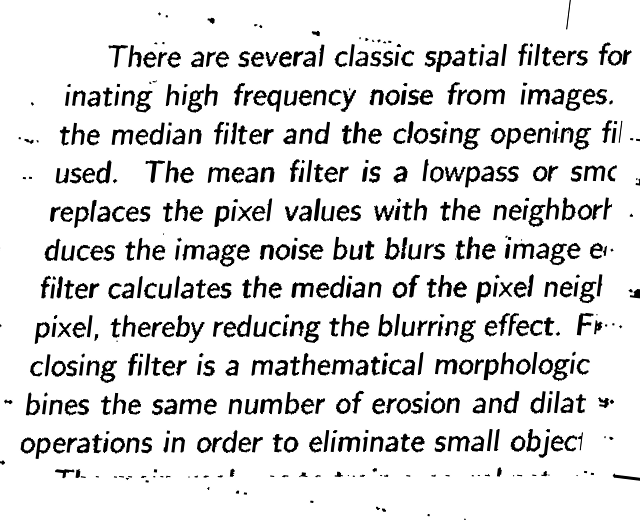 There are several classic spatial filters for
inating high frequency noise from images.
the median filter and the closing opening fil
used. The mean filter is a lowpass or smo
replaces the pixel values with the neighborh
duces the image noise but blurs the image e
filter calculates the median of the pixel neigl
pixel, thereby reducing the blurring effect.
closing filter is a mathematical morphologic
bines the same number of erosion and dilat
operations in order to eliminate small object